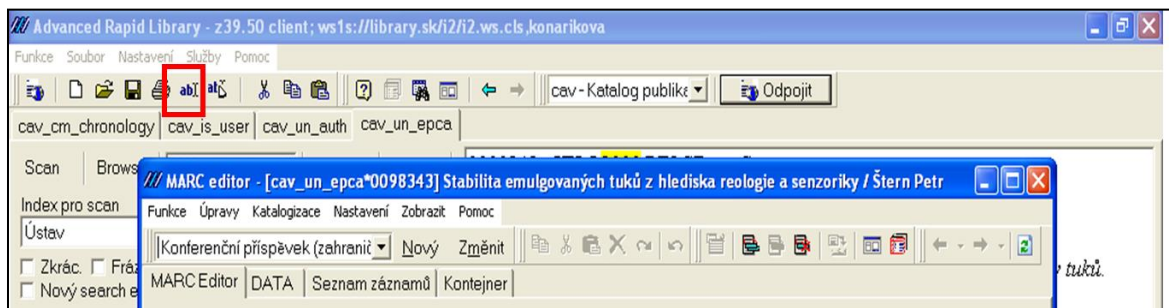 Advanced Rapid Library - z39.50 client; ws1s://library.sk/i2/i2.ws.cls,konarikova
Funkce Soubor Nastavení Služby Pomoc
cav - Katalog publika Odpojit
cav_cm_chronology cav_is_user cav_un_auth cav_un_epca
Scan Brows
MARC editor - [cav_un_epca*0098343] Stabilita emulgovaných tuků z hlediska reologie a senzoriky / Štern Petr
Index pro scan
Funkce Úpravy Katalogizace Nastavení Zobrazit Pomoc
Ústav
Konferenční příspěvek (zahranič Nový Změnit
Zkrác. Fráz
tuků.
MARC Editor DATA Seznam záznamů Kontejner
Nový search e